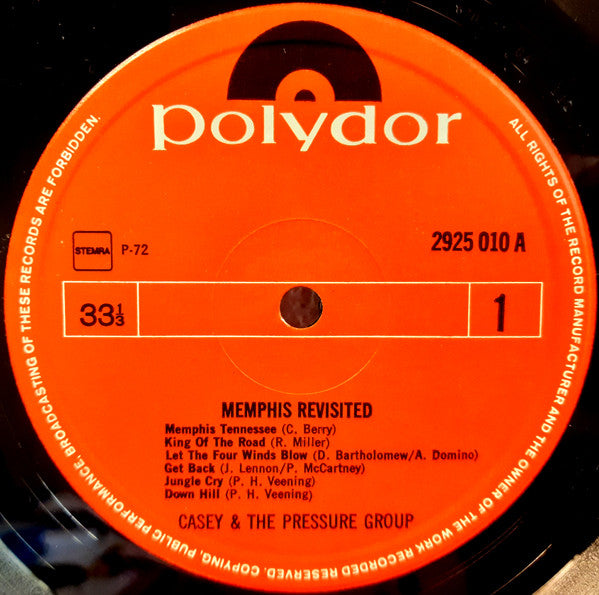 polydor
STEMRA
P-72
2925 010 A
33⅓
1
MEMPHIS REVISITED
Memphis Tennessee (C. Berry)
King Of The Road (R. Miller)
Let The Four Winds Blow (D. Bartholomew/A. Domino)
Get Back (J. Lennon/P. McCartney)
Jungle Cry (P. H. Veening)
Down Hill (P. H. Veening)
CASEY & THE PRESSURE GROUP
ALL RIGHTS OF THE RECORD MANUFACTURER AND THE OWNER OF THE WORK RECORDED RESERVED. COPYING, PUBLIC PERFORMANCE, BROADCASTING OF THESE RECORDS ARE FORBIDDEN.